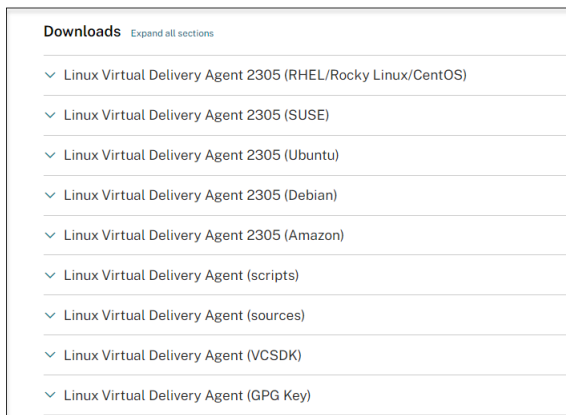 Downloads Expand all sections
Linux Virtual Delivery Agent 2305 (RHEL/Rocky Linux/CentOS)
Linux Virtual Delivery Agent 2305 (SUSE)
Linux Virtual Delivery Agent 2305 (Ubuntu)
Linux Virtual Delivery Agent 2305 (Debian)
Linux Virtual Delivery Agent 2305 (Amazon)
Linux Virtual Delivery Agent (scripts)
Linux Virtual Delivery Agent (sources)
Linux Virtual Delivery Agent (VCSDK)
Linux Virtual Delivery Agent (GPG Key)